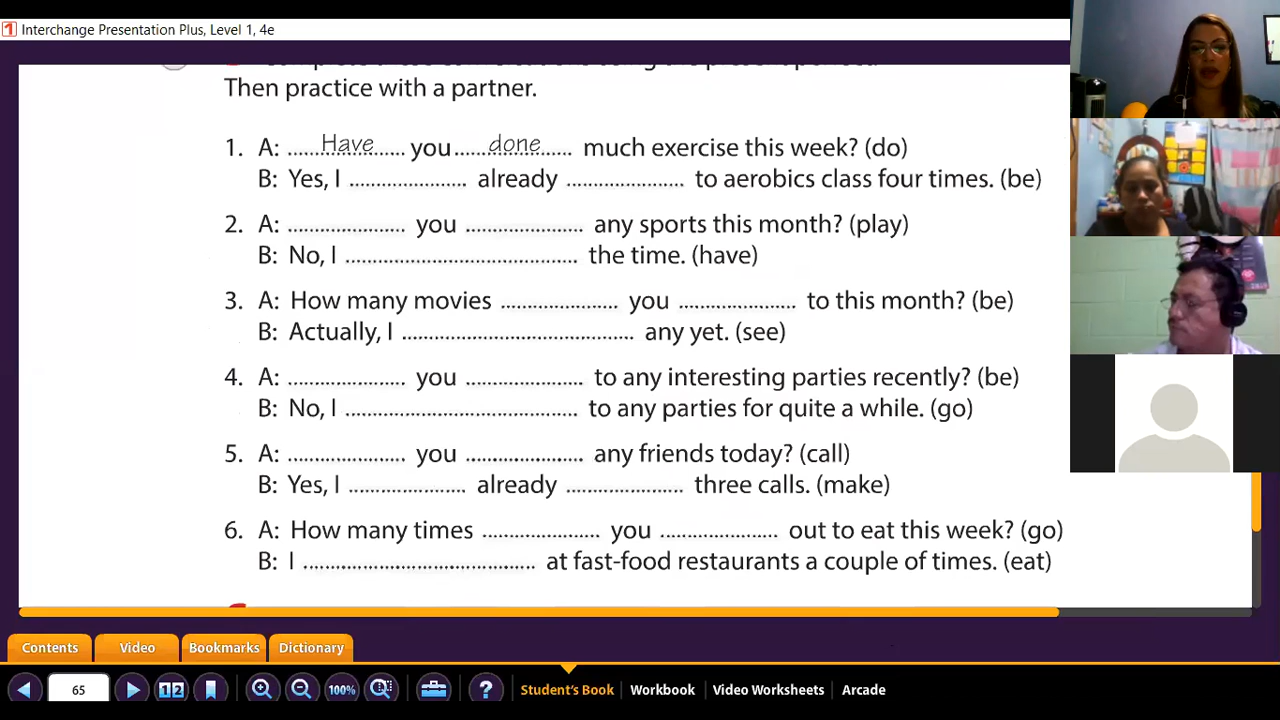 Interchange Presentation Plus, Level 1, 4e
Then practice with a partner.
1. A: Have you done much exercise this week? (do)
B: Yes, I .................... already .................... to aerobics class four times. (be)
2. A: .................... you .................... any sports this month? (play)
B: No, I ........................................ the time. (have)
3. A: How many movies .................... you .................... to this month? (be)
B: Actually, I ........................................ any yet. (see)
4. A: .................... you .................... to any interesting parties recently? (be)
B: No, I ........................................ to any parties for quite a while. (go)
5. A: .................... you .................... any friends today? (call)
B: Yes, I .................... already .................... three calls. (make)
6. A: How many times .................... you .................... out to eat this week? (go)
B: I ........................................ at fast-food restaurants a couple of times. (eat)
Contents Video Bookmarks Dictionary
65 12 100% ? Student's Book Workbook Video Worksheets Arcade